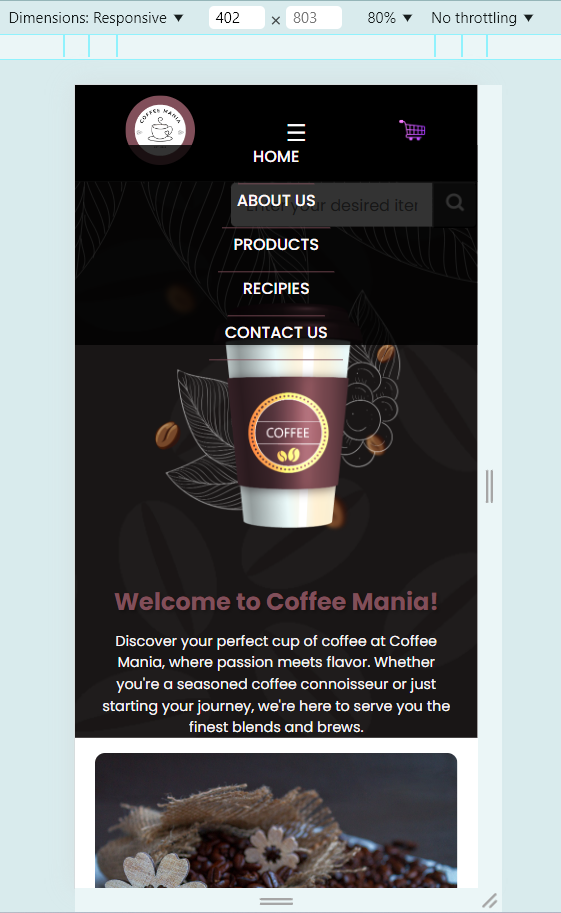 Dimensions: Responsive ▼ 402 × 803 80% ▼ No throttling ▼
COFFEE MANIA
HOME
ABOUT US
Enter your desired iter
PRODUCTS
RECIPIES
CONTACT US
COFFEE
Welcome to Coffee Mania!
Discover your perfect cup of coffee at Coffee
Mania, where passion meets flavor. Whether
you're a seasoned coffee connoisseur or just
starting your journey, we're here to serve you the
finest blends and brews.